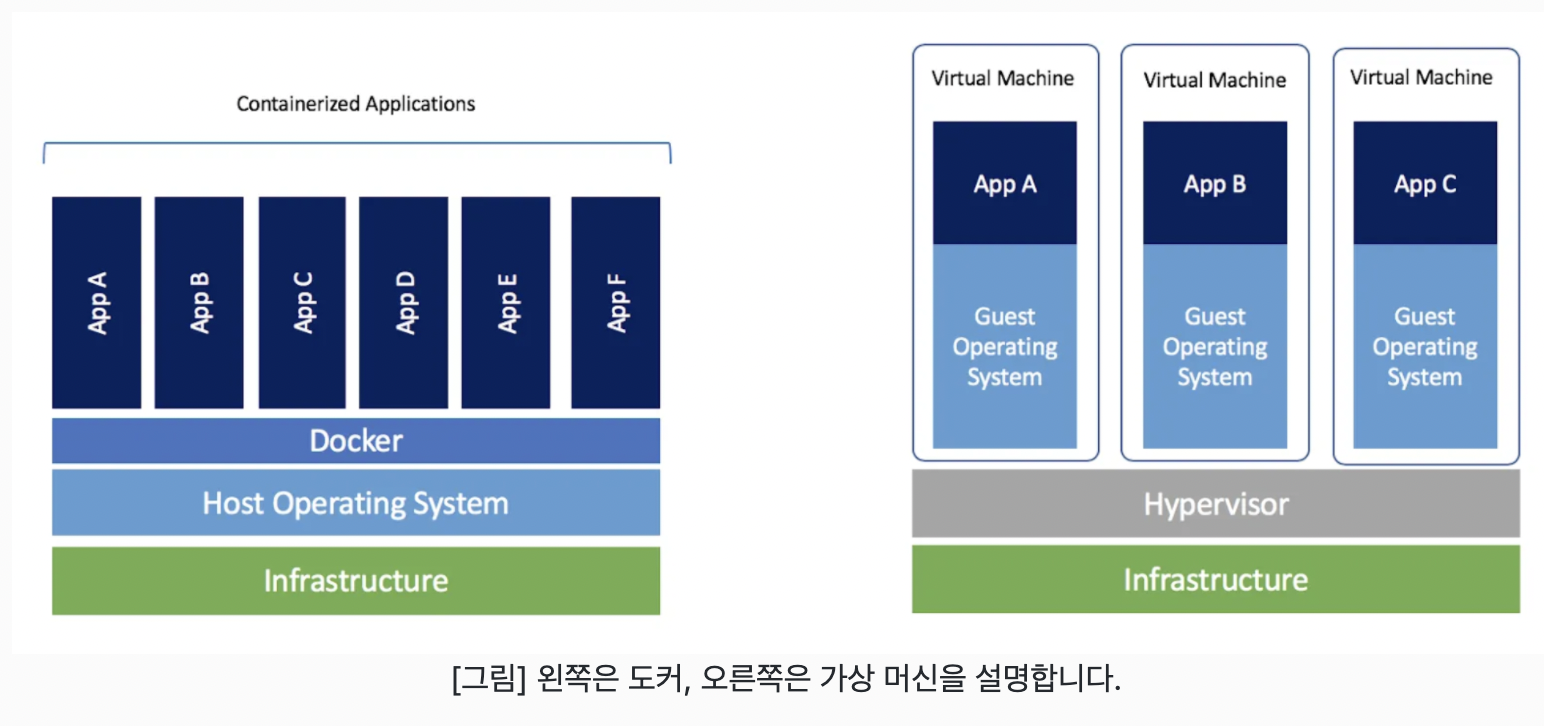 Containerized Applications
App A
App B
App C
App D
App E
App F
Docker
Host Operating System
Infrastructure
Virtual Machine
App A
Guest
Operating
System
Virtual Machine
App B
Guest
Operating
System
Virtual Machine
App C
Guest
Operating
System
Hypervisor
Infrastructure
[그림] 왼쪽은 도커, 오른쪽은 가상 머신을 설명합니다.